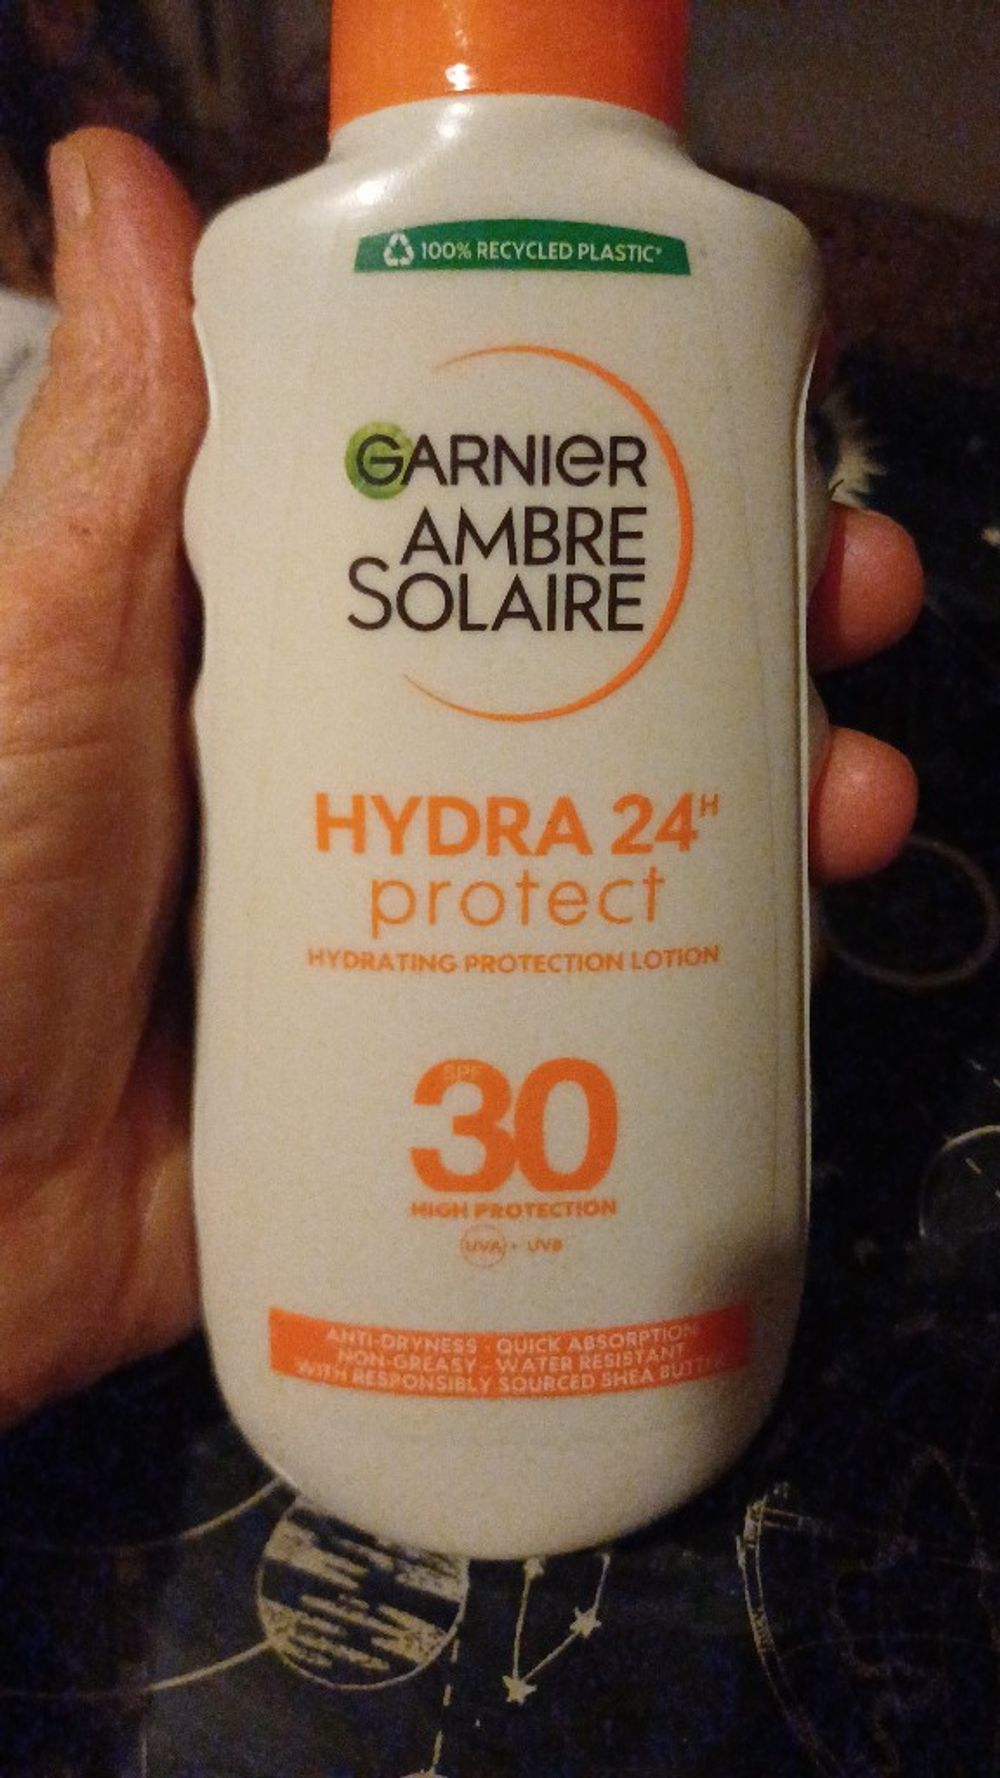 100% RECYCLED PLASTIC*
GARNIER
AMBRE
SOLAIRE
HYDRA 24H
protect
HYDRATING PROTECTION LOTION
SPF
30
HIGH PROTECTION
UVA + UVB
ANTI-DRYNESS - QUICK ABSORPTION
NON-GREASY - WATER RESISTANT
WITH RESPONSIBLY SOURCED SHEA BUTTER